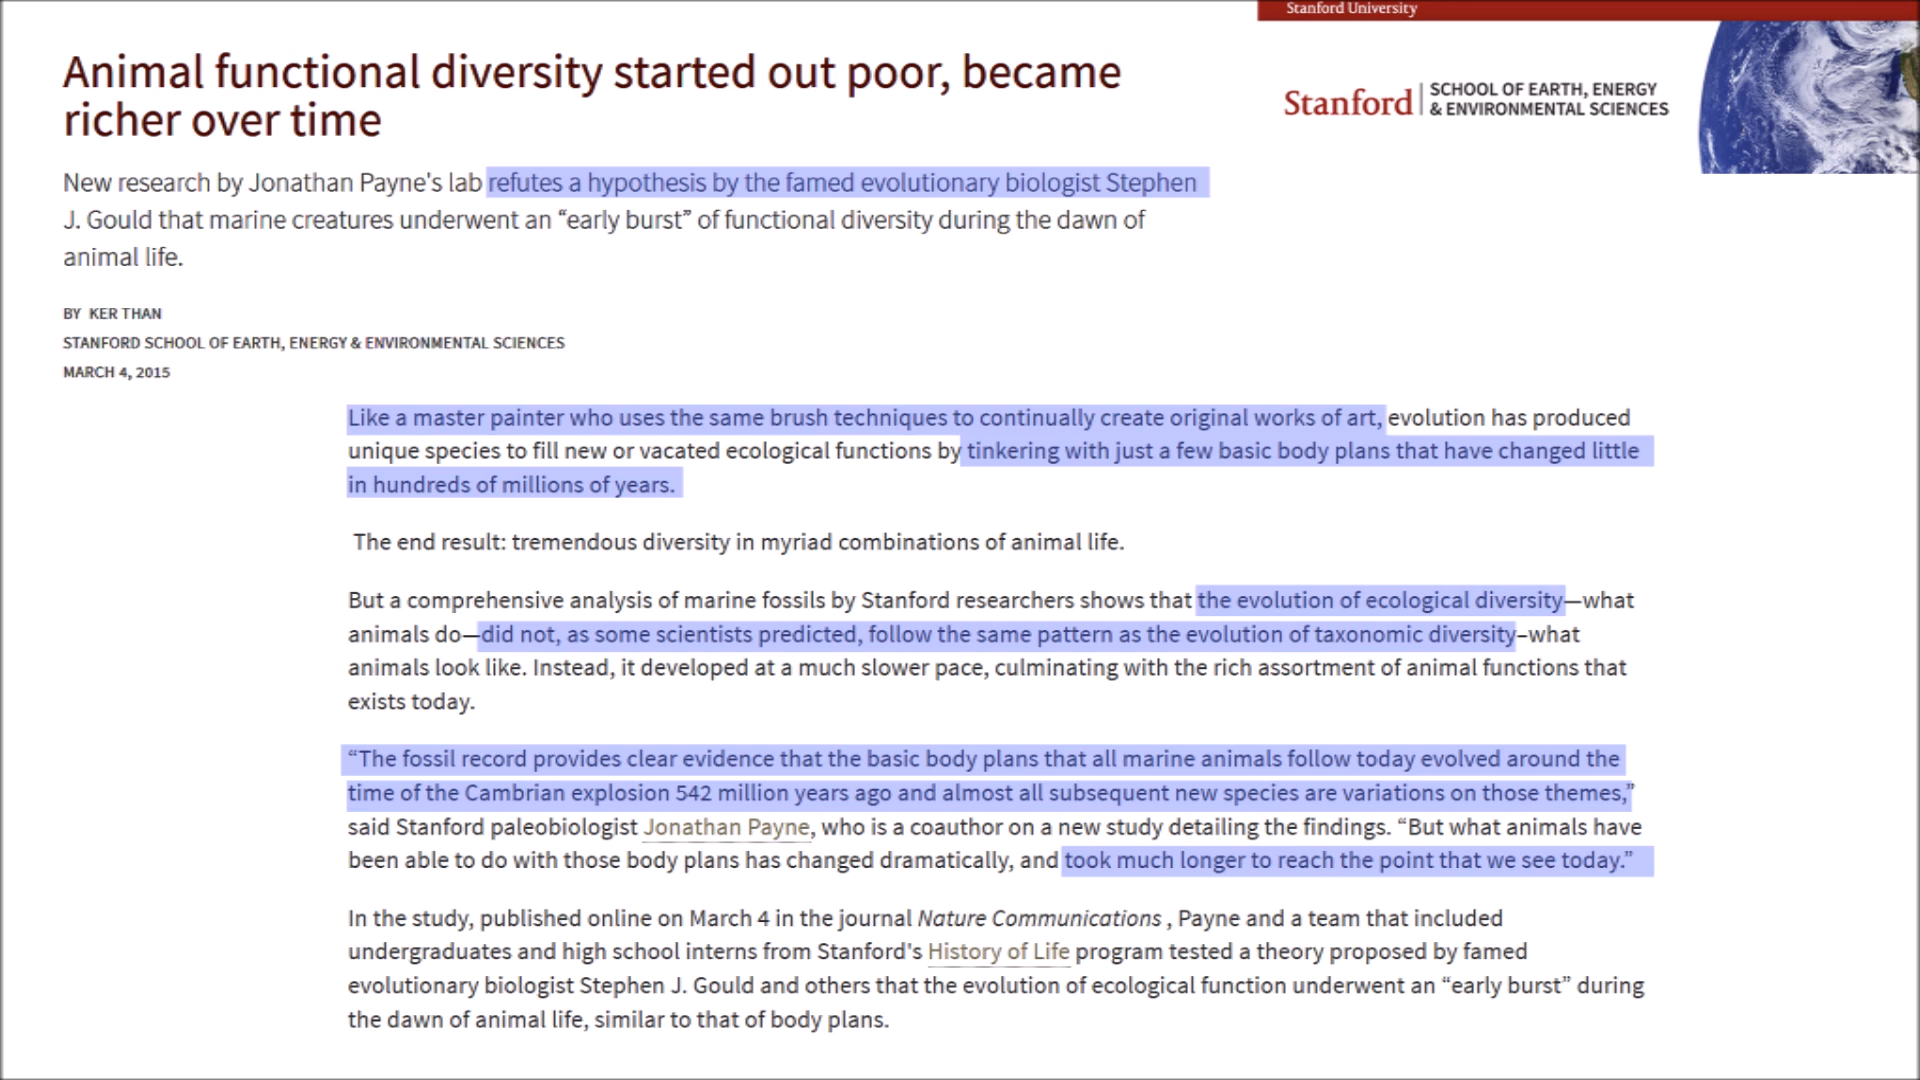 Stanford University
Animal functional diversity started out poor, became
richer over time
Stanford | SCHOOL OF EARTH, ENERGY
& ENVIRONMENTAL SCIENCES
New research by Jonathan Payne's lab refutes a hypothesis by the famed evolutionary biologist Stephen
J. Gould that marine creatures underwent an “early burst” of functional diversity during the dawn of
animal life.
BY KER THAN
STANFORD SCHOOL OF EARTH, ENERGY & ENVIRONMENTAL SCIENCES
MARCH 4, 2015
Like a master painter who uses the same brush techniques to continually create original works of art, evolution has produced
unique species to fill new or vacated ecological functions by tinkering with just a few basic body plans that have changed little
in hundreds of millions of years.
The end result: tremendous diversity in myriad combinations of animal life.
But a comprehensive analysis of marine fossils by Stanford researchers shows that the evolution of ecological diversity—what
animals do—did not, as some scientists predicted, follow the same pattern as the evolution of taxonomic diversity–what
animals look like. Instead, it developed at a much slower pace, culminating with the rich assortment of animal functions that
exists today.
“The fossil record provides clear evidence that the basic body plans that all marine animals follow today evolved around the
time of the Cambrian explosion 542 million years ago and almost all subsequent new species are variations on those themes,”
said Stanford paleobiologist Jonathan Payne, who is a coauthor on a new study detailing the findings. “But what animals have
been able to do with those body plans has changed dramatically, and took much longer to reach the point that we see today.”
In the study, published online on March 4 in the journal Nature Communications , Payne and a team that included
undergraduates and high school interns from Stanford's History of Life program tested a theory proposed by famed
evolutionary biologist Stephen J. Gould and others that the evolution of ecological function underwent an “early burst” during
the dawn of animal life, similar to that of body plans.